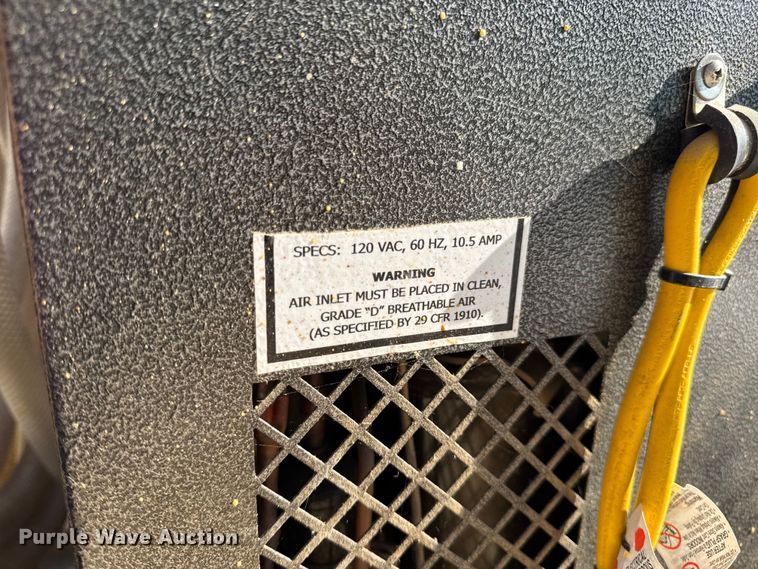 SPECS: 120 VAC, 60 HZ, 10.5 AMP
WARNING
AIR INLET MUST BE PLACED IN CLEAN,
GRADE "D" BREATHABLE AIR
(AS SPECIFIED BY 29 CFR 1910).
Purple Wave Auction